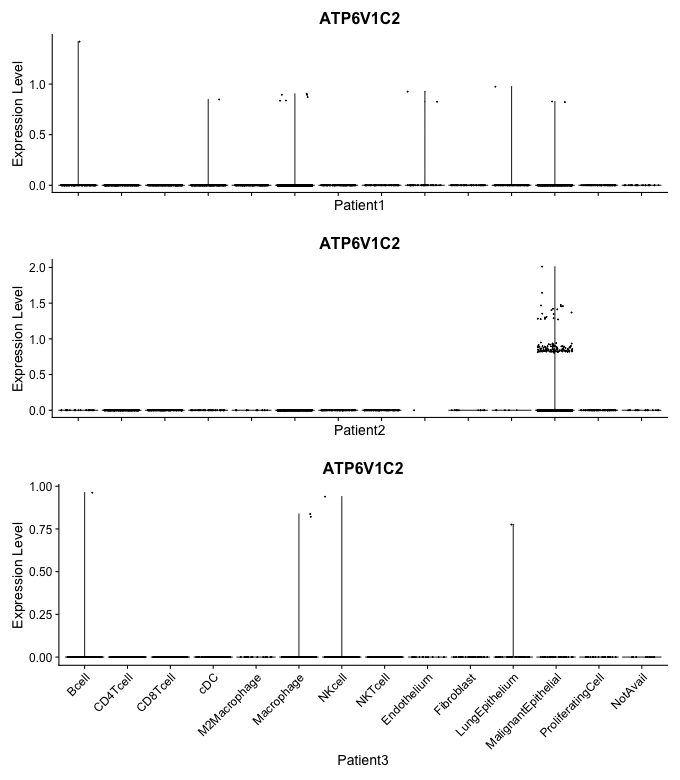 ATP6V1C2
Expression Level
1.0
0.5
0.0
Patient1
ATP6V1C2
Expression Level
2.0
1.5
1.0
0.5
0.0
Patient2
ATP6V1C2
Expression Level
1.00
0.75
0.50
0.25
0.00
Bcell
CD4Tcell
CD8Tcell
cDC
M2Macrophage
Macrophage
NKcell
NKTcell
Endothelium
Fibroblast
LungEpithelium
MalignantEpithelial
ProliferatingCell
NotAvail
Patient3